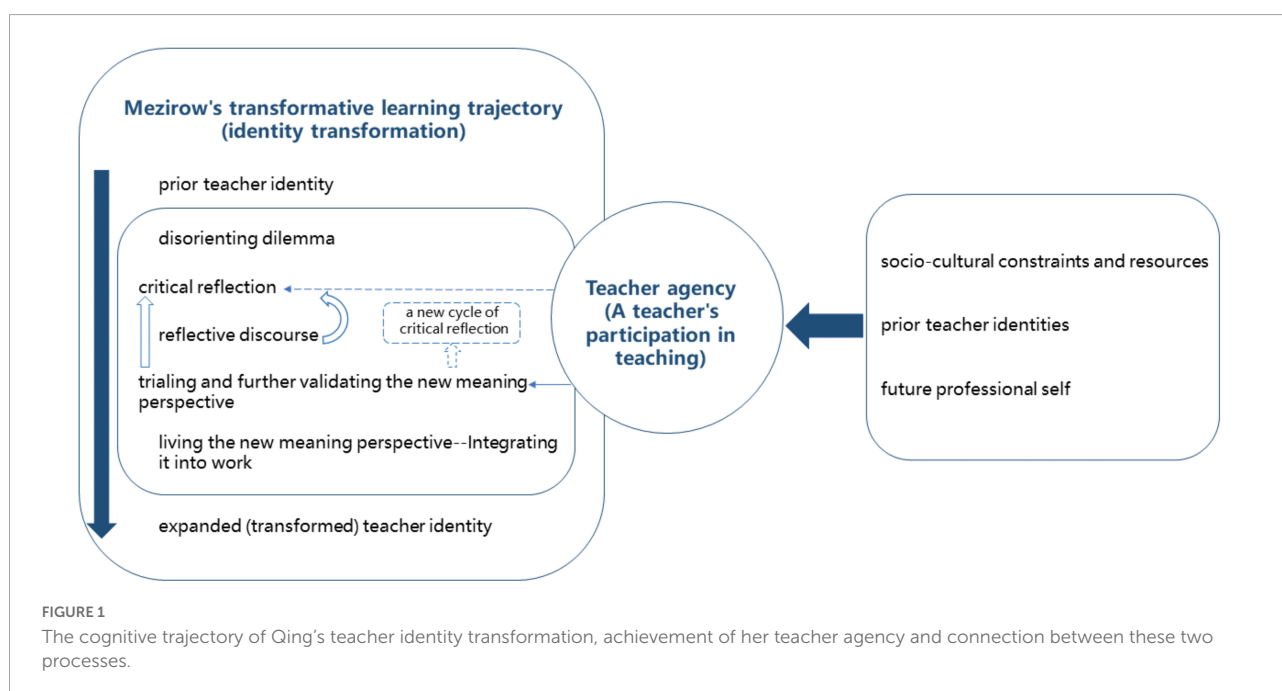 Mezirow's transformative learning trajectory
(identity transformation)
prior teacher identity
disorienting dilemma
critical reflection
reflective discourse
a new cycle of
critical reflection
trialing and further validating the new meaning
perspective
living the new meaning perspective--Integrating
it into work
expanded (transformed) teacher identity
Teacher agency
(A teacher's
participation in
teaching)
socio-cultural constraints and resources
prior teacher identities
future professional self
FIGURE 1
The cognitive trajectory of Qing's teacher identity transformation, achievement of her teacher agency and connection between these two
processes.